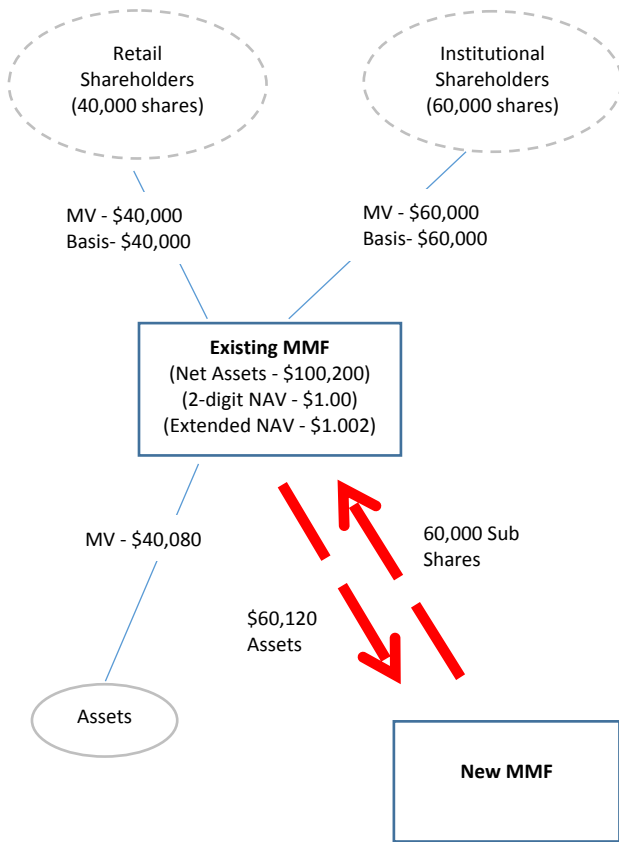 Retail
Shareholders
(40,000 shares)
Institutional
Shareholders
(60,000 shares)
MV - $40,000
Basis- $40,000
MV - $60,000
Basis- $60,000
Existing MMF
(Net Assets - $100,200)
(2-digit NAV - $1.00)
(Extended NAV - $1.002)
MV - $40,080
60,000 Sub
Shares
$60,120
Assets
Assets
New MMF